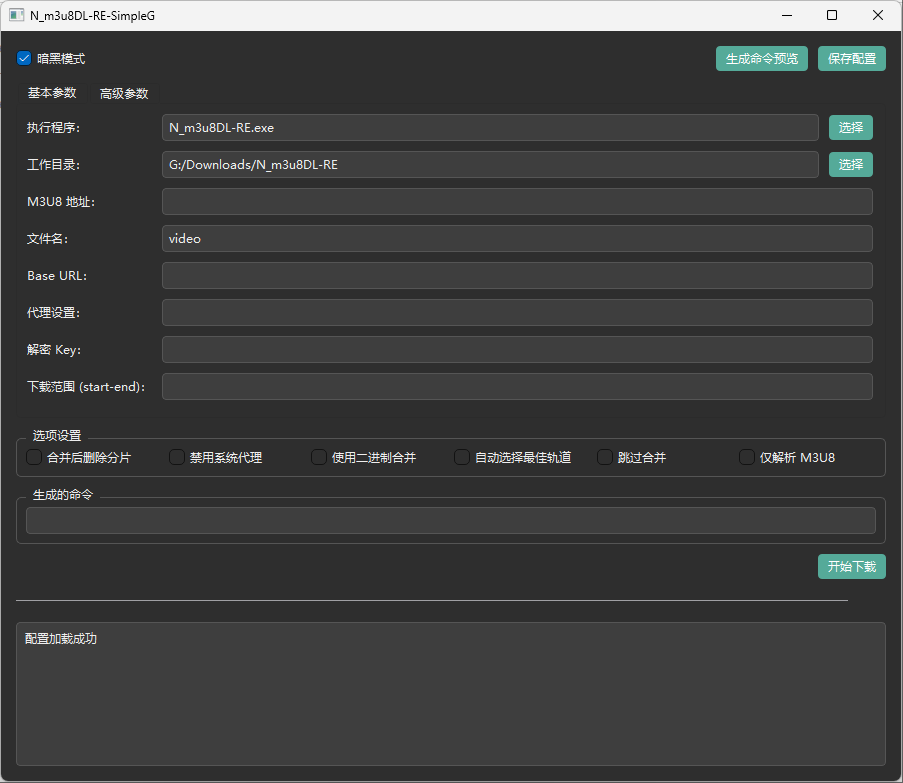 N_m3u8DL-RE-SimpleG
暗黑模式
生成命令预览
保存配置
基本参数
高级参数
执行程序:
N_m3u8DL-RE.exe
选择
工作目录:
G:/Downloads/N_m3u8DL-RE
选择
M3U8 地址:
文件名:
video
Base URL:
代理设置:
解密 Key:
下载范围 (start-end):
选项设置
合并后删除分片
禁用系统代理
使用二进制合并
自动选择最佳轨道
跳过合并
仅解析 M3U8
生成的命令
开始下载
配置加载成功